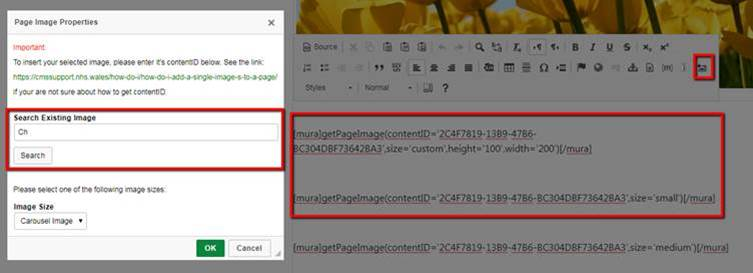 Page Image Properties
Important:
To insert your selected image, please enter it's contentID below. See the link:
https://cmssupport.nhs.wales/how-do-i/how-do-i-add-a-single-image-s-to-a-page/
if your are not sure about how to get contentID:
Search Existing Image
Ch
Search
Please select one of the following image sizes:
Image Size
Carousel Image
OK
Cancel
Source
Styles
Normal
[mura]getPageImage(contentID='2C4F7819-13B9-47B6-
BC304DBF73642BA3',size='custom',height='100',width='200')[/mura]
[mura]getPageImage(contentID='2C4F7819-13B9-47B6-BC304DBF73642BA3',size='small')[/mura]
[mura]getPageImage(contentID='2C4F7819-13B9-47B6-BC304DBF73642BA3',size='medium')[/mura]